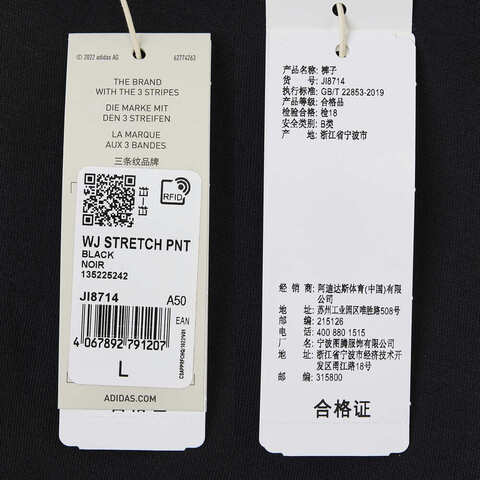 © 2022 adidas AG 62774263
THE BRAND
WITH THE 3 STRIPES
DIE MARKE MIT
DEN 3 STREIFEN
LA MARQUE
AUX 3 BANDES
三条纹品牌
扫一扫
RFID
WJ STRETCH PNT
BLACK
NOIR
135225242
JI8714 A50
EAN
4 067892 791207
L
ADIDAS.COM
合格证
产品名称: 裤子
货 号: JI8714
执行标准: GB/T 22853-2019
产品等级: 合格品
检验合格: 检18
安全类别: B类
产 地: 浙江省宁波市
经 销 商: 阿迪达斯体育(中国)有限
公司
地 址: 苏州工业园区唯胜路508号
邮 编: 215126
电 话: 400 880 1515
厂 名: 宁波图腾服饰有限公司
地 址: 浙江省宁波市经济技术开
发区甬江路18号
邮 编: 315800
合格证